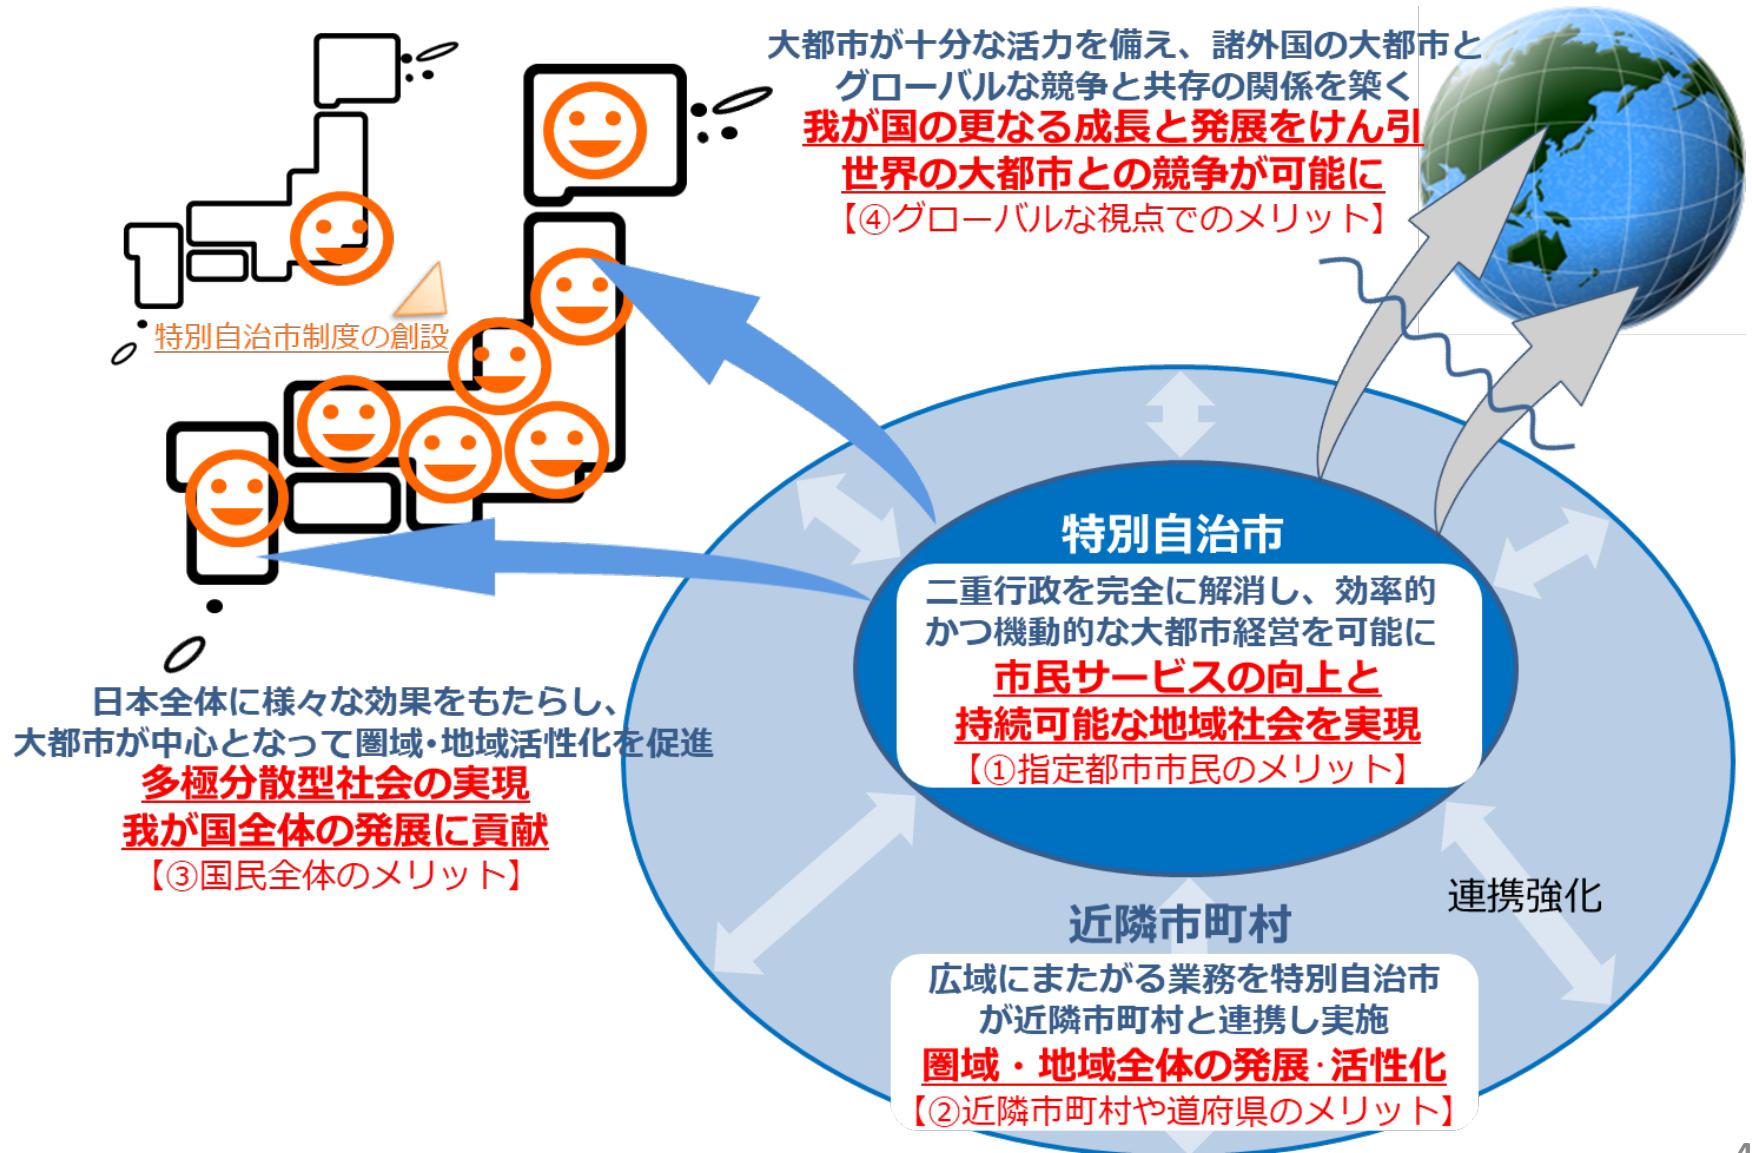 大都市が十分な活力を備え、諸外国の大都市と
グローバルな競争と共存の関係を築く
我が国の更なる成長と発展をけん引
世界の大都市との競争が可能に
【④グローバルな視点でのメリット】
特別自治市制度の創設
特別自治市
二重行政を完全に解消し、効率的
かつ機動的な大都市経営を可能に
市民サービスの向上と
持続可能な地域社会を実現
【①指定都市市民のメリット】
日本全体に様々な効果をもたらし、
大都市が中心となって圏域・地域活性化を促進
多極分散型社会の実現
我が国全体の発展に貢献
【③国民全体のメリット】
連携強化
近隣市町村
広域にまたがる業務を特別自治市
が近隣市町村と連携し実施
圏域・地域全体の発展・活性化
【②近隣市町村や道府県のメリット】